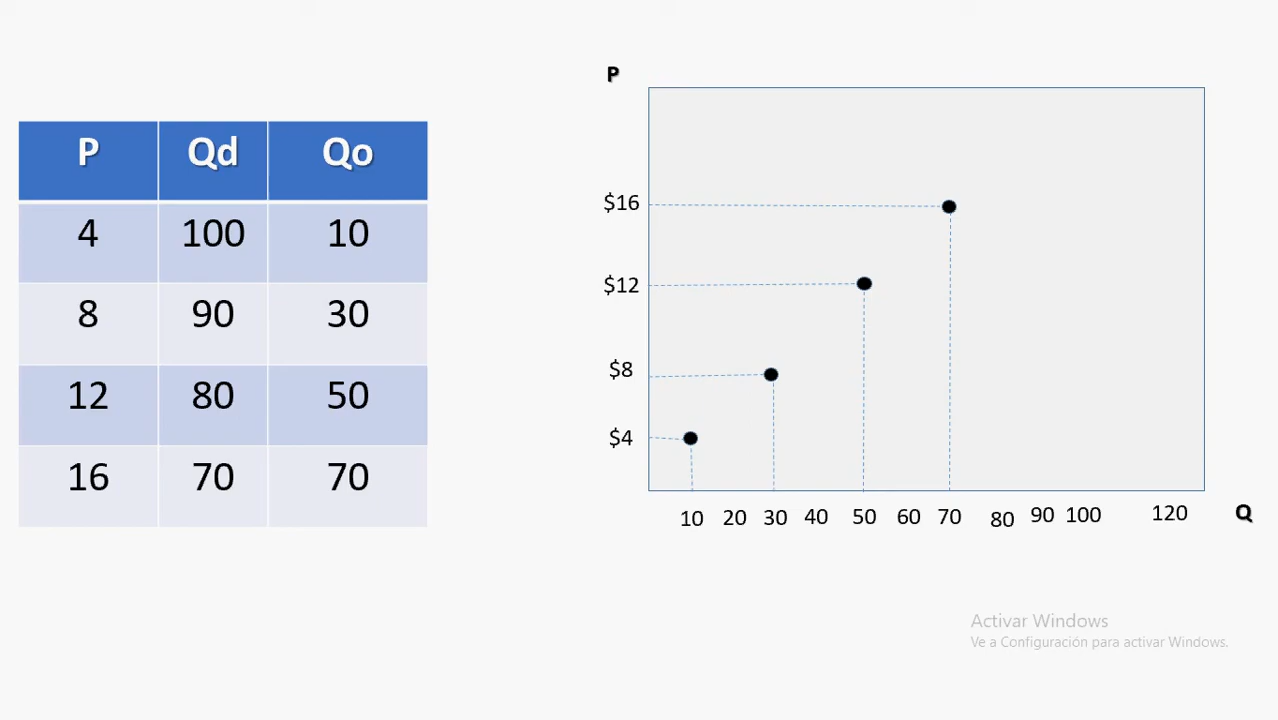 P Qd Qo
4 100 10
8 90 30
12 80 50
16 70 70
P
$16
$12
$8
$4
10 20 30 40 50 60 70 80 90 100 120 Q
Activar Windows
Ve a Configuración para activar Windows.